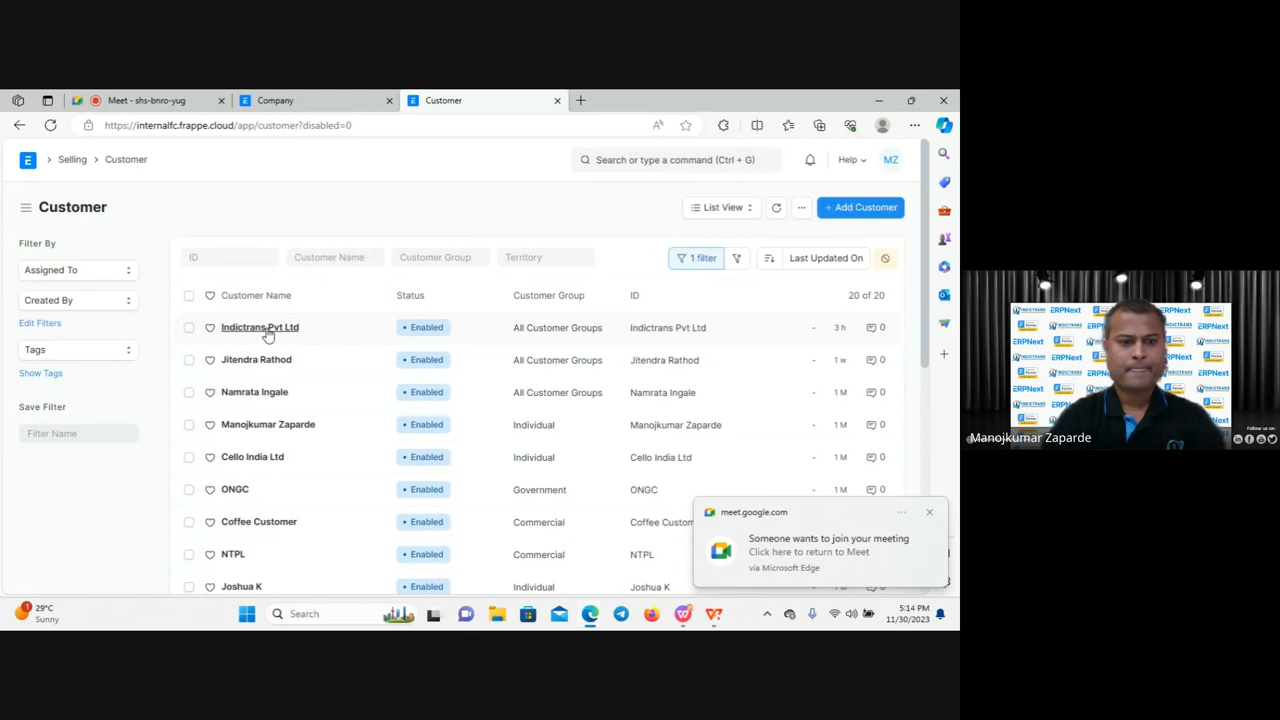 Meet - shs-bnro-yug
Company
Customer
https://internalfc.frappe.cloud/app/customer?disabled=0
Selling
Customer
Search or type a command (Ctrl + G)
Help
MZ
Customer
List View
+ Add Customer
Filter By
Assigned To
Created By
Edit Filters
Tags
Show Tags
Save Filter
Filter Name
ID
Customer Name
Customer Group
Territory
1 filter
Last Updated On
Customer Name Status Customer Group ID 20 of 20
Indictrans Pvt Ltd Enabled All Customer Groups Indictrans Pvt Ltd - 3 h 0
Jitendra Rathod Enabled All Customer Groups Jitendra Rathod - 1 w 0
Namrata Ingale Enabled All Customer Groups Namrata Ingale - 1 M 0
Manojkumar Zaparde Enabled Individual Manojkumar Zaparde - 1 M 0
Cello India Ltd Enabled Individual Cello India Ltd - 1 M 0
ONGC Enabled Government ONGC - 1 M 0
Coffee Customer Enabled Commercial Coffee Custom
NTPL Enabled Commercial NTPL
Joshua K Enabled Individual Joshua K
meet.google.com
Someone wants to join your meeting
Click here to return to Meet
via Microsoft Edge
29°C
Sunny
Search
5:14 PM
11/30/2023
ERPNext
INDICTRANS
Manojkumar Zaparde
Follow us on: